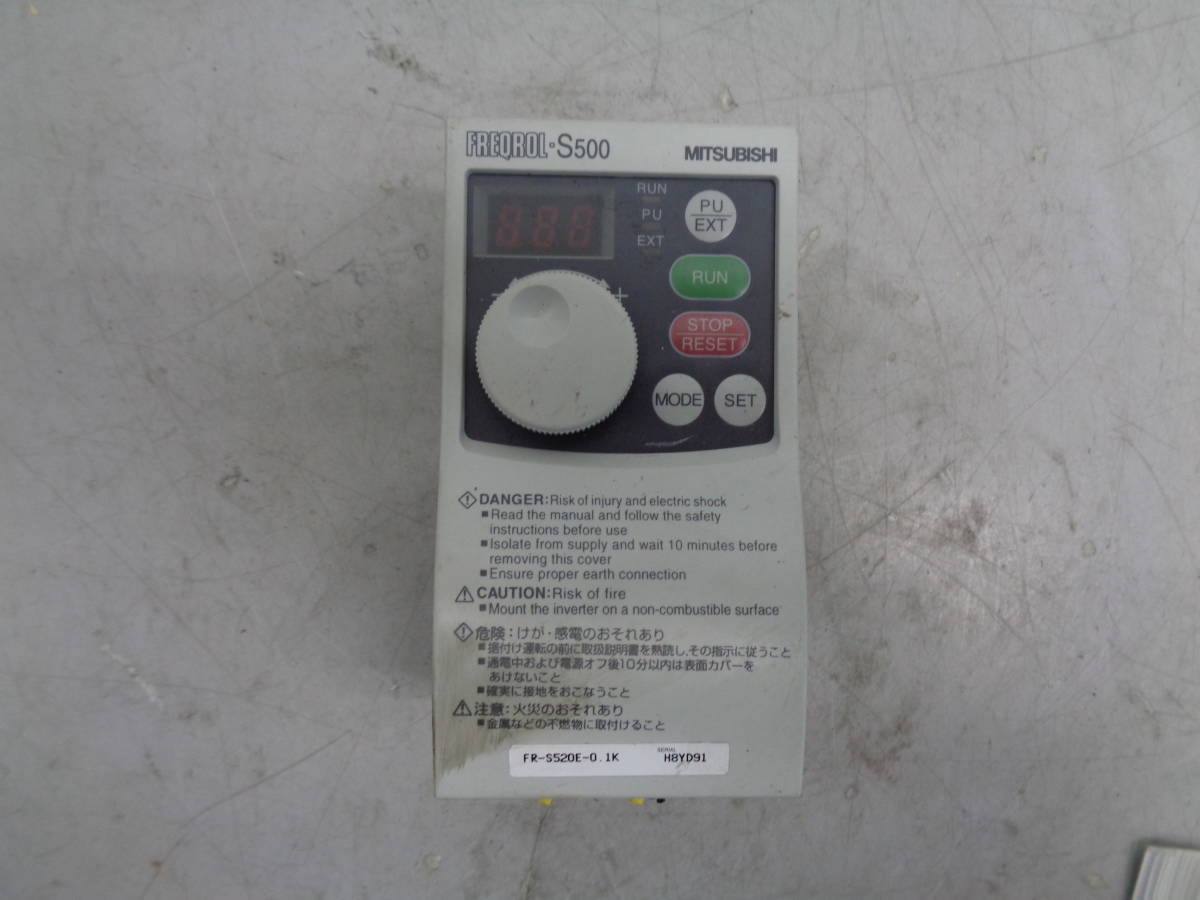 FREQROL-S500
MITSUBISHI
888
RUN
PU
EXT
PU
EXT
RUN
STOP
RESET
MODE
SET
- +
DANGER: Risk of injury and electric shock
■Read the manual and follow the safety
instructions before use
■Isolate from supply and wait 10 minutes before
removing this cover
■Ensure proper earth connection
CAUTION: Risk of fire
■Mount the inverter on a non-combustible surface
危険：けが・感電のおそれあり
■据付け運転の前に取扱説明書を熟読し、その指示に従うこと
■通電中および電源オフ後10分以内は表面カバーを
あけないこと
■確実に接地をおこなうこと
注意：火災のおそれあり
■金属などの不燃物に取付けること
FR-S520E-0.1K
SERIAL
H8YD91